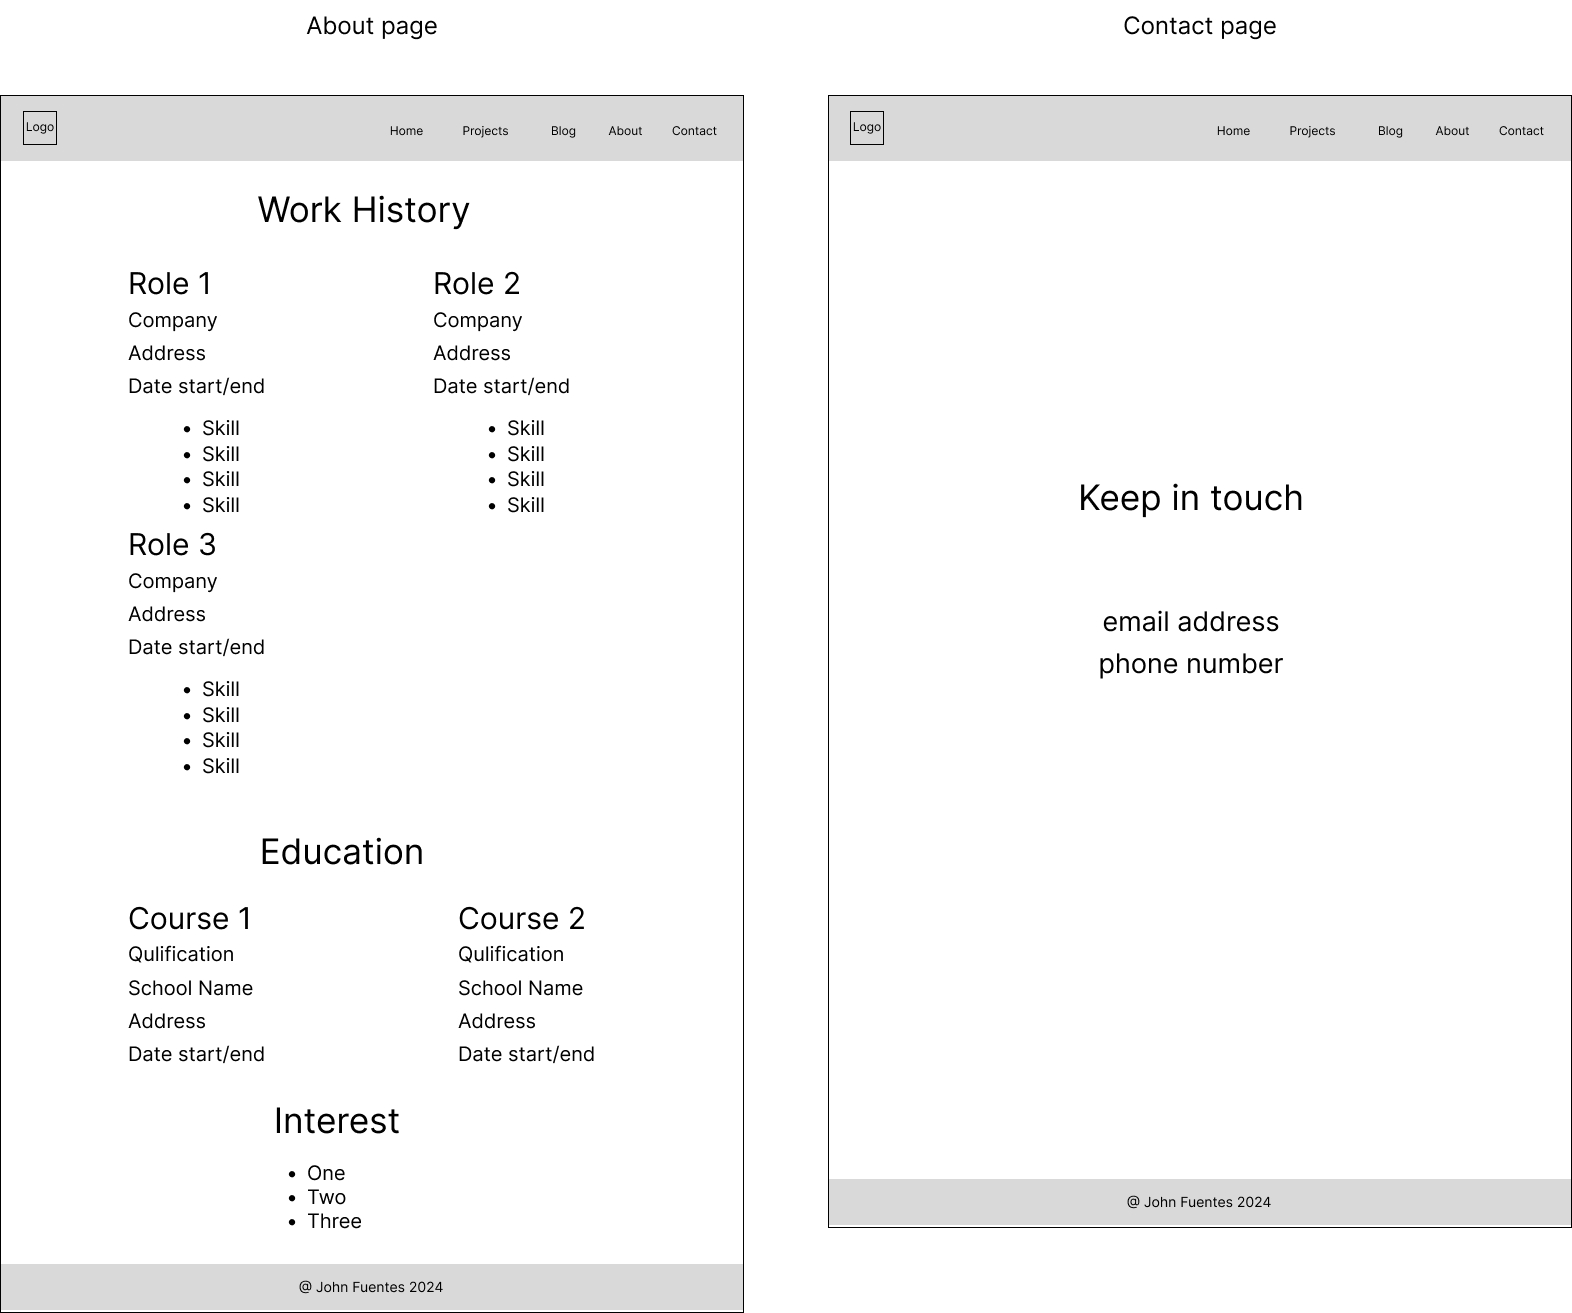 About page
Logo
Home Projects Blog About Contact
Work History
Role 1
Company
Address
Date start/end
• Skill
• Skill
• Skill
• Skill
Role 2
Company
Address
Date start/end
• Skill
• Skill
• Skill
• Skill
Role 3
Company
Address
Date start/end
• Skill
• Skill
• Skill
• Skill
Education
Course 1
Qulification
School Name
Address
Date start/end
Course 2
Qulification
School Name
Address
Date start/end
Interest
• One
• Two
• Three
@ John Fuentes 2024
Contact page
Logo
Home Projects Blog About Contact
Keep in touch
email address
phone number
@ John Fuentes 2024